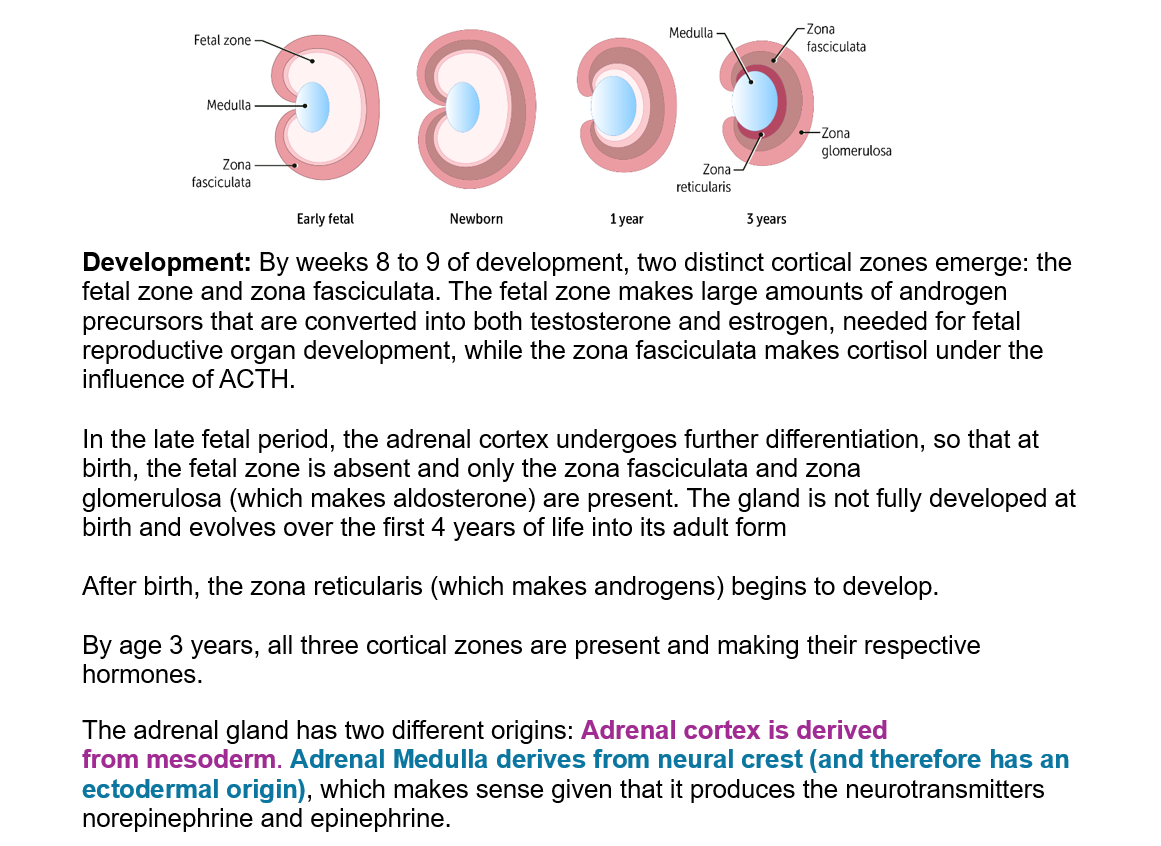 Fetal zone
Medulla
Zona
fasciculata
Medulla
Zona
fasciculata
Zona
glomerulosa
Zona
reticularis
Early fetal
Newborn
1 year
3 years
Development: By weeks 8 to 9 of development, two distinct cortical zones emerge: the
fetal zone and zona fasciculata. The fetal zone makes large amounts of androgen
precursors that are converted into both testosterone and estrogen, needed for fetal
reproductive organ development, while the zona fasciculata makes cortisol under the
influence of ACTH.
In the late fetal period, the adrenal cortex undergoes further differentiation, so that at
birth, the fetal zone is absent and only the zona fasciculata and zona
glomerulosa (which makes aldosterone) are present. The gland is not fully developed at
birth and evolves over the first 4 years of life into its adult form
After birth, the zona reticularis (which makes androgens) begins to develop.
By age 3 years, all three cortical zones are present and making their respective
hormones.
The adrenal gland has two different origins: Adrenal cortex is derived
from mesoderm. Adrenal Medulla derives from neural crest (and therefore has an
ectodermal origin), which makes sense given that it produces the neurotransmitters
norepinephrine and epinephrine.